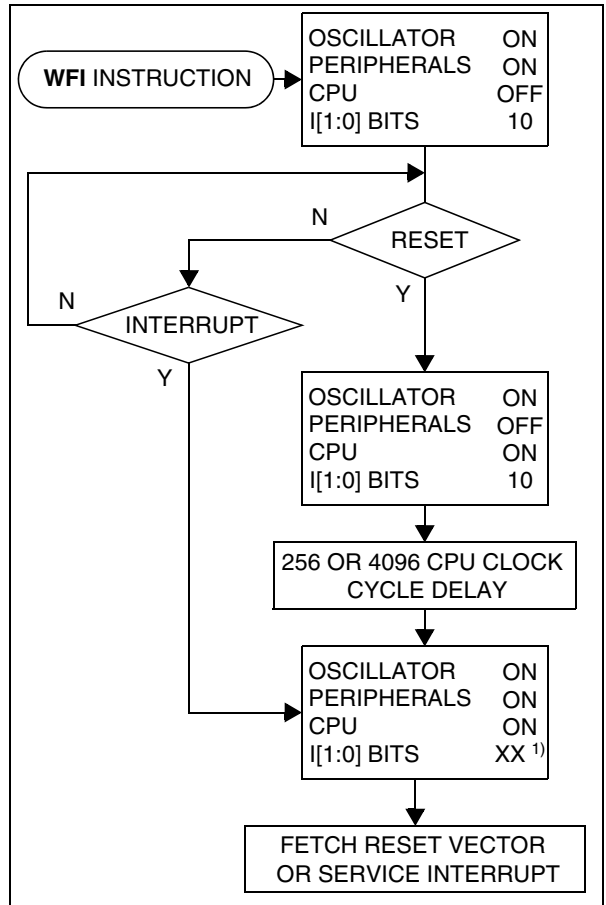 WFI INSTRUCTION
OSCILLATOR ON
PERIPHERALS ON
CPU OFF
I[1:0] BITS 10
N
RESET
Y
N
INTERRUPT
Y
OSCILLATOR ON
PERIPHERALS OFF
CPU ON
I[1:0] BITS 10
256 OR 4096 CPU CLOCK
CYCLE DELAY
OSCILLATOR ON
PERIPHERALS ON
CPU ON
I[1:0] BITS XX 1)
FETCH RESET VECTOR
OR SERVICE INTERRUPT